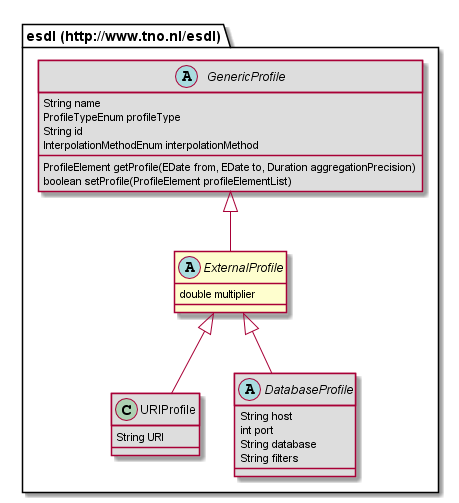 esdl (http://www.tno.nl/esdl)
A GenericProfile
String name
ProfileTypeEnum profileType
String id
InterpolationMethodEnum interpolationMethod
ProfileElement getProfile(EDate from, EDate to, Duration aggregationPrecision)
boolean setProfile(ProfileElement profileElementList)
A ExternalProfile
double multiplier
C URIProfile
String URI
A DatabaseProfile
String host
int port
String database
String filters